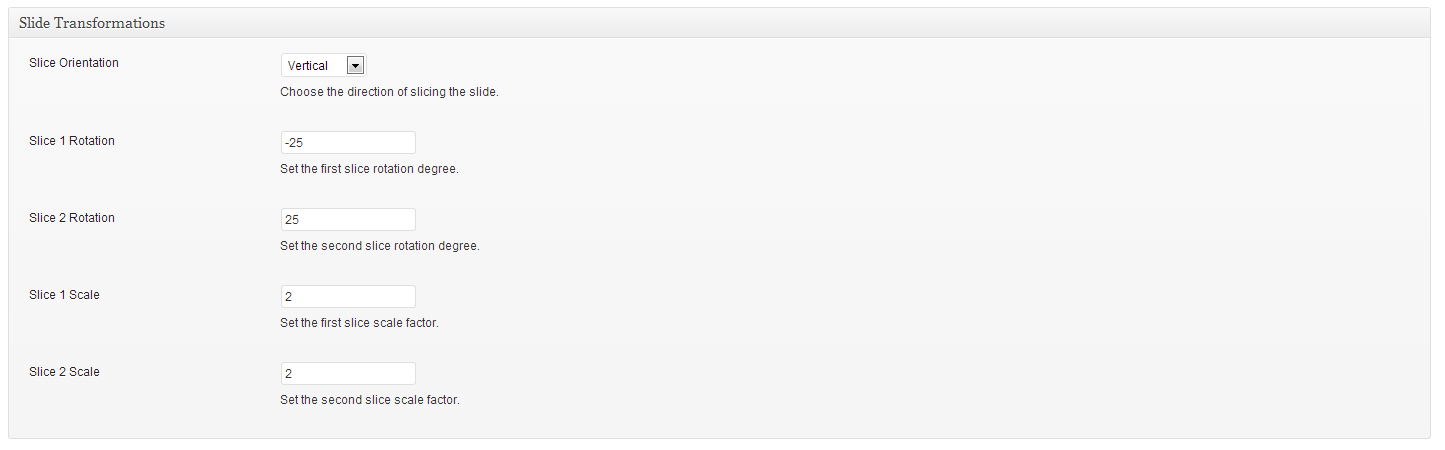 Slide Transformations
Slice Orientation
Vertical
Choose the direction of slicing the slide.
Slice 1 Rotation
-25
Set the first slice rotation degree.
Slice 2 Rotation
25
Set the second slice rotation degree.
Slice 1 Scale
2
Set the first slice scale factor.
Slice 2 Scale
2
Set the second slice scale factor.